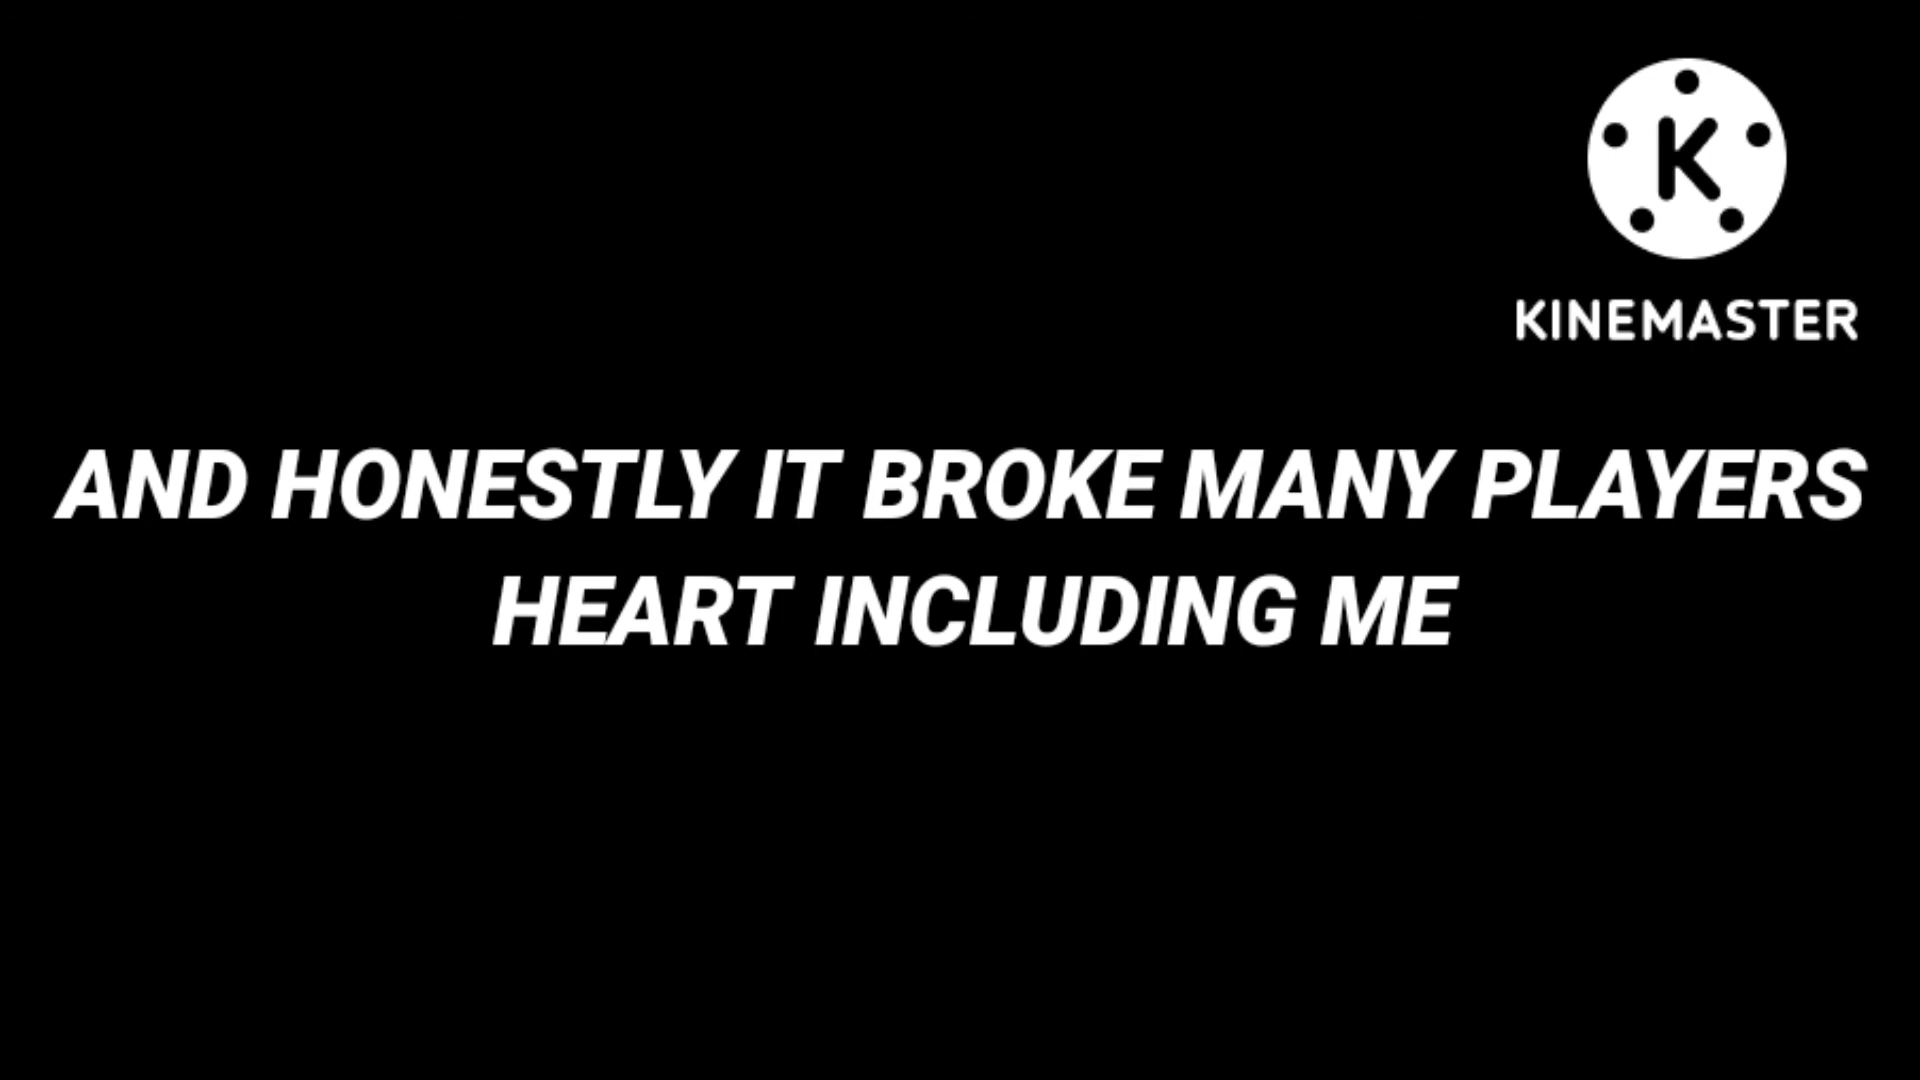 K
KINEMASTER
AND HONESTLY IT BROKE MANY PLAYERS
HEART INCLUDING ME